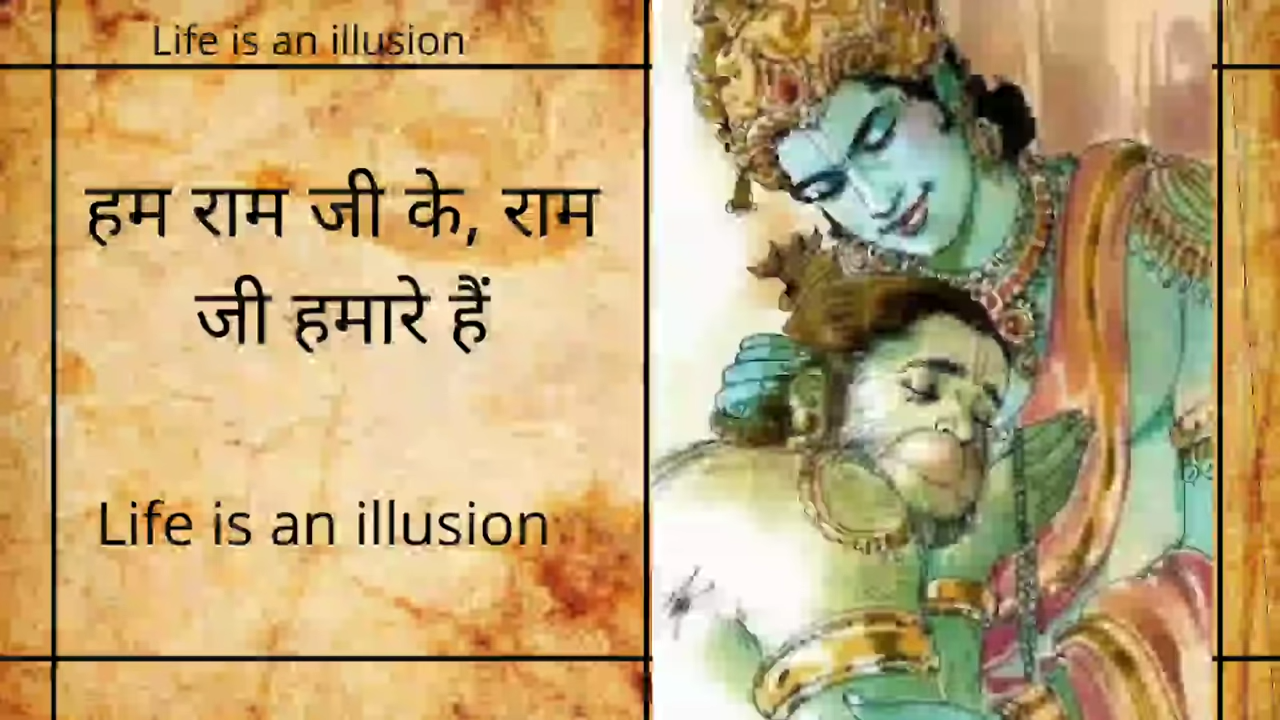 Life is an illusion
हम राम जी के, राम
जी हमारे हैं
Life is an illusion